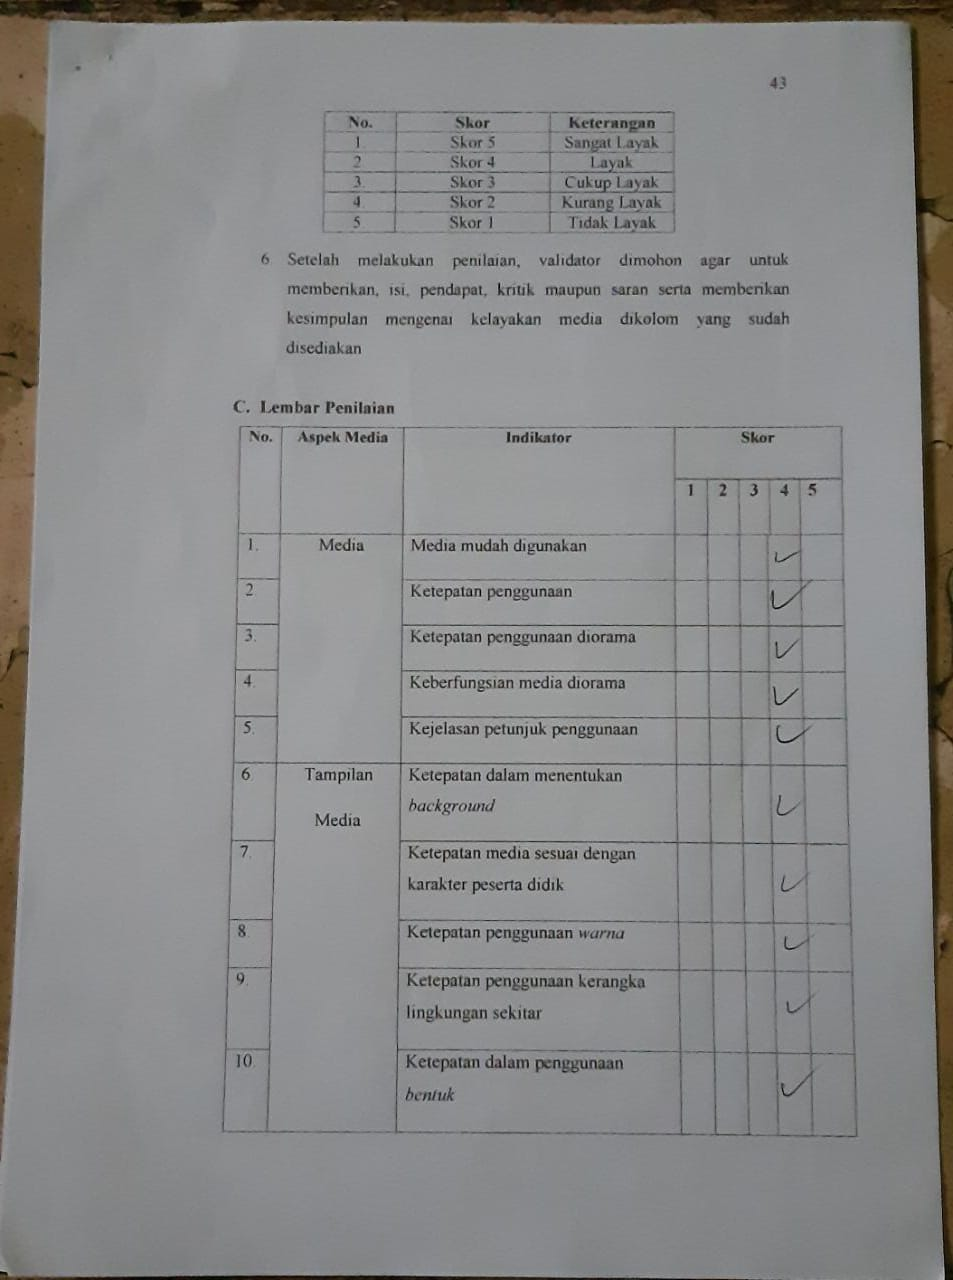 43
No. Skor Keterangan
1. Skor 5 Sangat Layak
2 Skor 4 Layak
3. Skor 3 Cukup Layak
4 Skor 2 Kurang Layak
5 Skor 1 Tidak Layak
6 Setelah melakukan penilaian, validator dimohon agar untuk
memberikan, isi, pendapat, kritik maupun saran serta memberikan
kesimpulan mengenai kelayakan media dikolom yang sudah
disediakan
C. Lembar Penilaian
No. Aspek Media Indikator Skor
1 2 3 4 5
1. Media Media mudah digunakan ✓
2 Ketepatan penggunaan ✓
3. Ketepatan penggunaan diorama ✓
4. Keberfungsian media diorama ✓
5. Kejelasan petunjuk penggunaan ✓
6 Tampilan Ketepatan dalam menentukan
Media background ✓
7. Ketepatan media sesuai dengan
karakter peserta didik ✓
8. Ketepatan penggunaan warna ✓
9. Ketepatan penggunaan kerangka
lingkungan sekitar ✓
10. Ketepatan dalam penggunaan
bentuk ✓